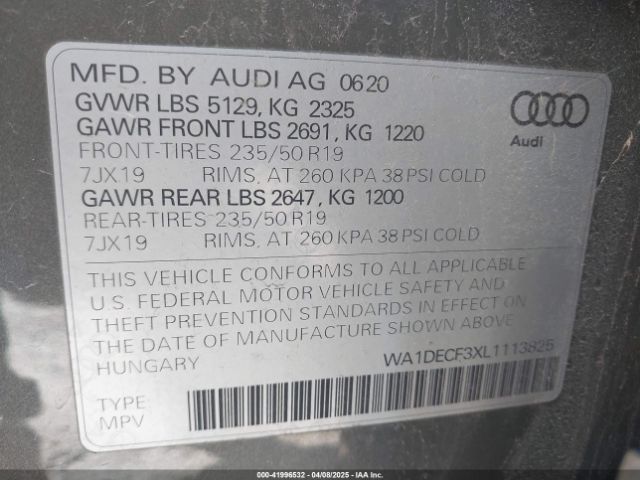 MFD. BY AUDI AG 0620
GVWR LBS 5129, KG 2325
GAWR FRONT LBS 2691, KG 1220
FRONT-TIRES 235/50 R19
7JX19 RIMS, AT 260 KPA 38 PSI COLD
GAWR REAR LBS 2647, KG 1200
REAR-TIRES 235/50 R19
7JX19 RIMS, AT 260 KPA 38 PSI COLD
Audi
THIS VEHICLE CONFORMS TO ALL APPLICABLE
U.S. FEDERAL MOTOR VEHICLE SAFETY AND
THEFT PREVENTION STANDARDS IN EFFECT ON
THE DATE OF MANUFACTURE SHOWN ABOVE
HUNGARY
WA1DECF3XL1113825
TYPE
MPV
000-41996532 - 04/08/2025 - IAAI.COM